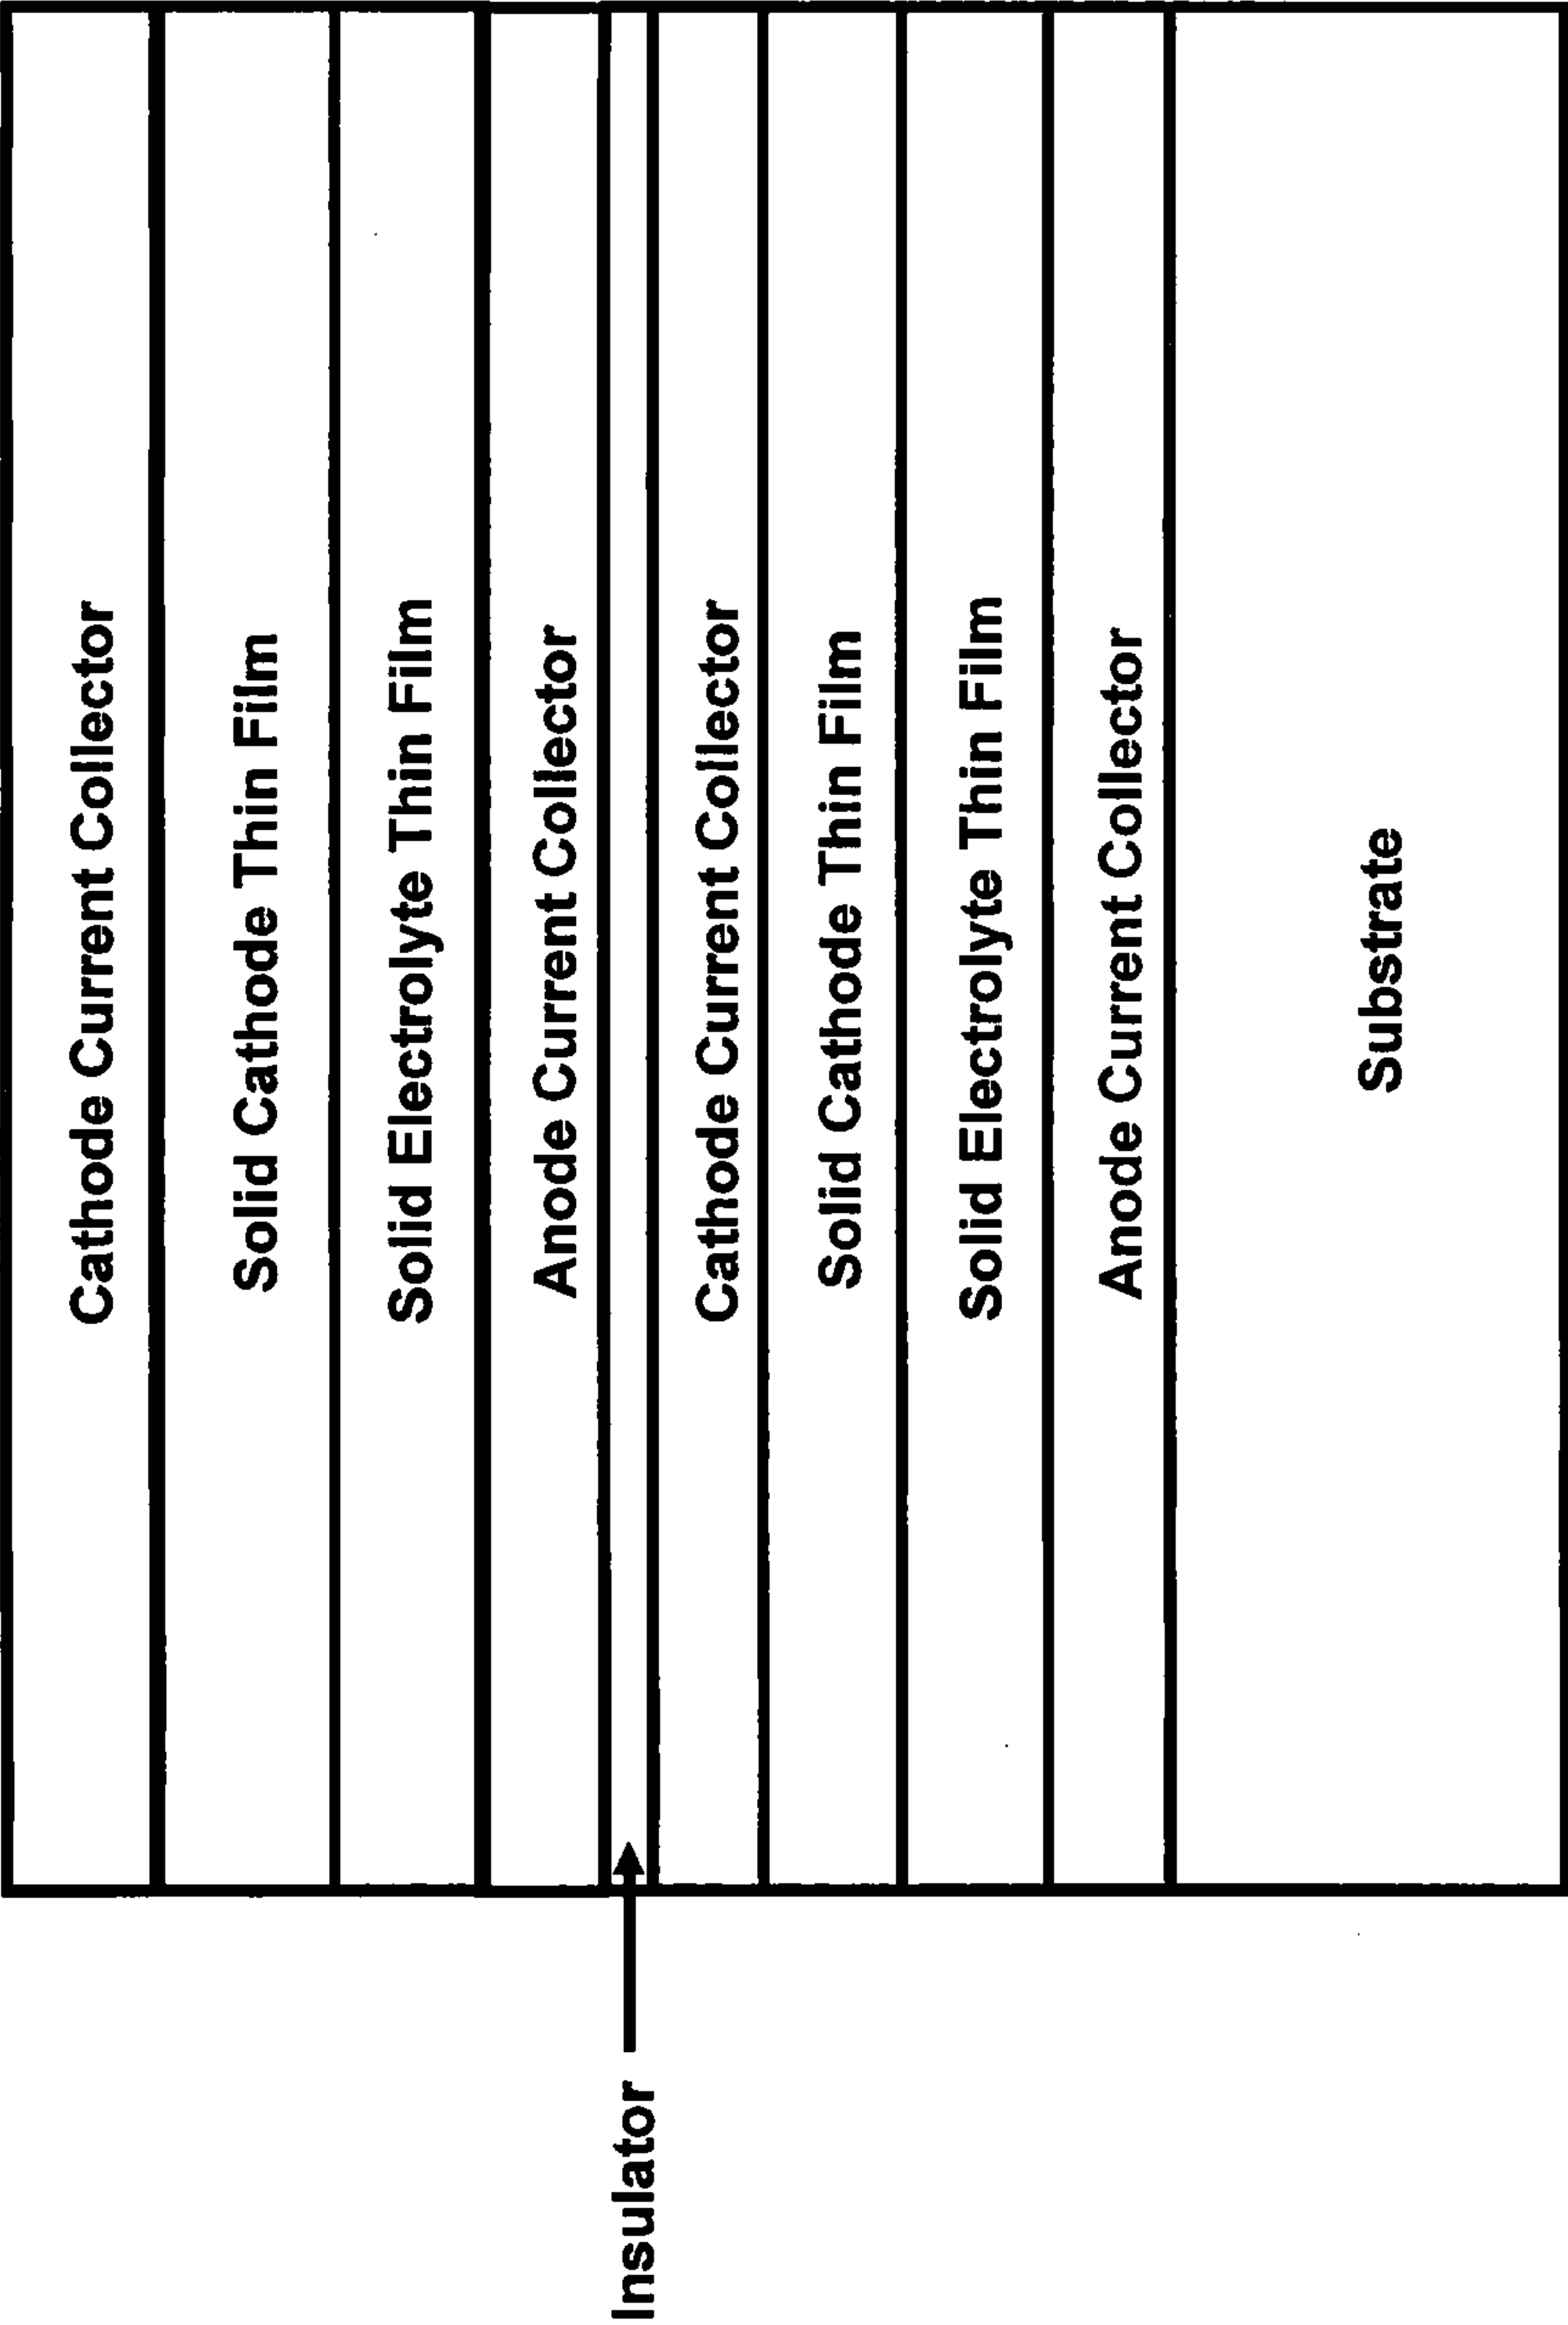 Cathode Current Collector
Solid Cathode Thin Film
Solid Electrolyte Thin Film
Anode Current Collector
Insulator
Cathode Current Collector
Solid Cathode Thin Film
Solid Electrolyte Thin Film
Anode Current Collector
Substrate